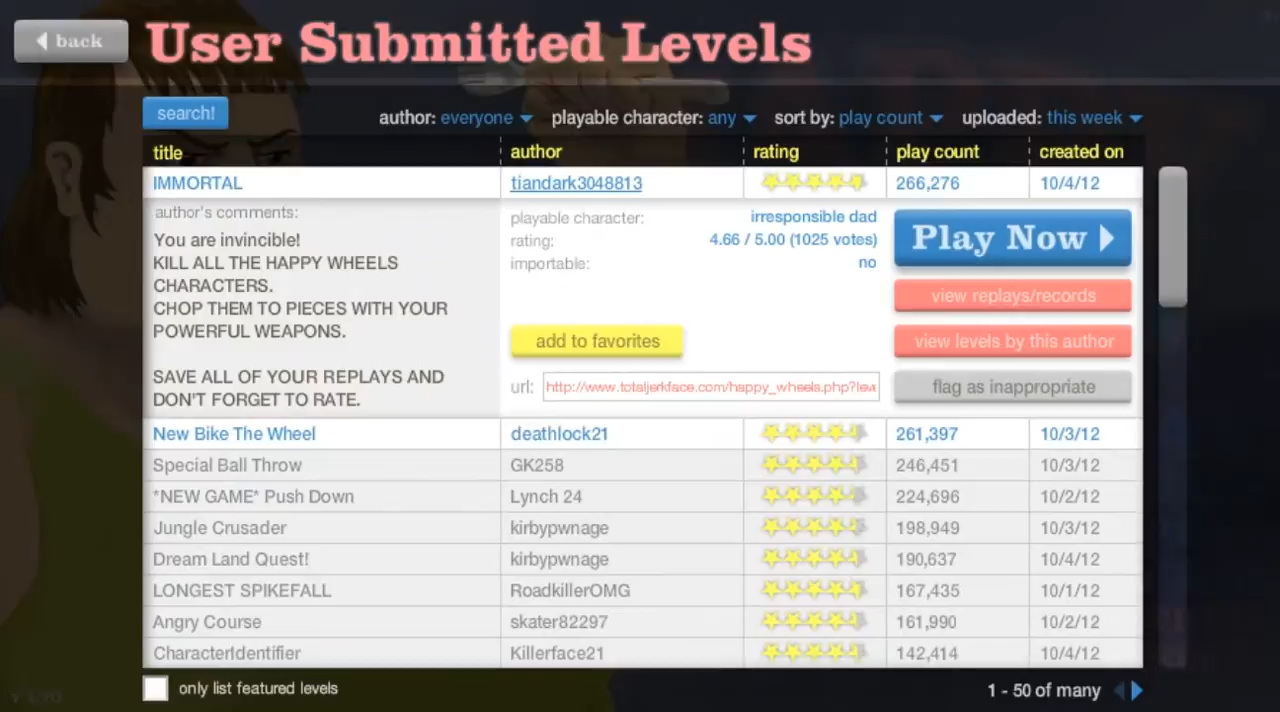 back
User Submitted Levels
search!
author: everyone playable character: any sort by: play count uploaded: this week
title author rating play count created on
IMMORTAL tiandark3048813 266,276 10/4/12
author's comments:
You are invincible!
KILL ALL THE HAPPY WHEELS
CHARACTERS.
CHOP THEM TO PIECES WITH YOUR
POWERFUL WEAPONS.
SAVE ALL OF YOUR REPLAYS AND
DON'T FORGET TO RATE.
playable character: irresponsible dad
rating: 4.66 / 5.00 (1025 votes)
importable: no
add to favorites
url: http://www.totaljerkface.com/happy_wheels.php?lev
Play Now
view replays/records
view levels by this author
flag as inappropriate
New Bike The Wheel deathlock21 261,397 10/3/12
Special Ball Throw GK258 246,451 10/3/12
*NEW GAME* Push Down Lynch 24 224,696 10/2/12
Jungle Crusader kirbypwnage 198,949 10/3/12
Dream Land Quest! kirbypwnage 190,637 10/4/12
LONGEST SPIKEFALL RoadkillerOMG 167,435 10/1/12
Angry Course skater82297 161,990 10/2/12
CharacterIdentifier Killerface21 142,414 10/4/12
only list featured levels
1 - 50 of many